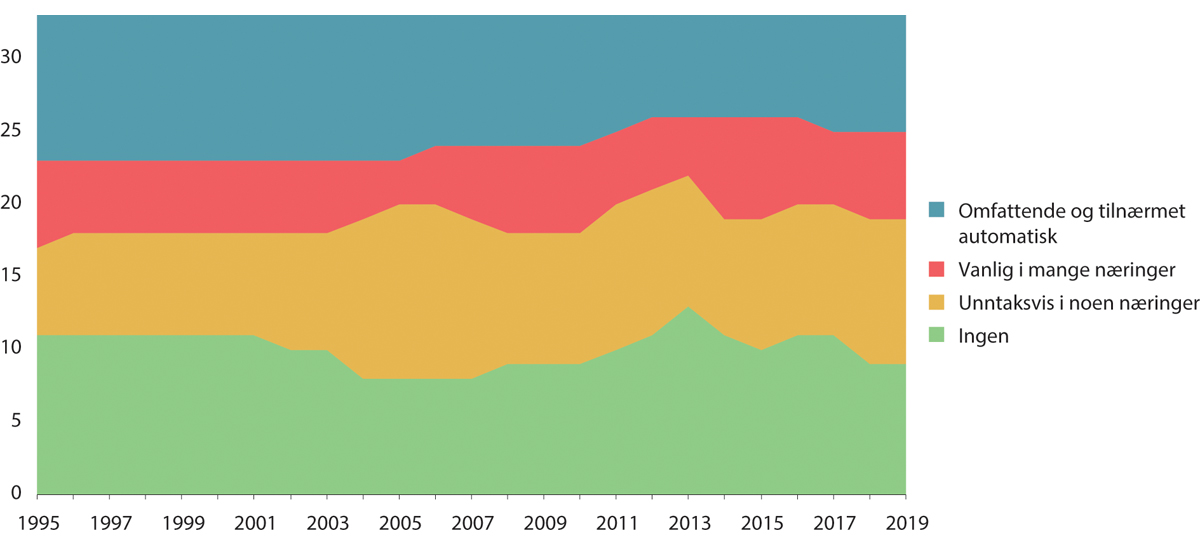 30
25
20
15
10
5
0
1995 1997 1999 2001 2003 2005 2007 2009 2011 2013 2015 2017 2019
Omfattende og tilnærmet
automatisk
Vanlig i mange næringer
Unntaksvis i noen næringer
Ingen